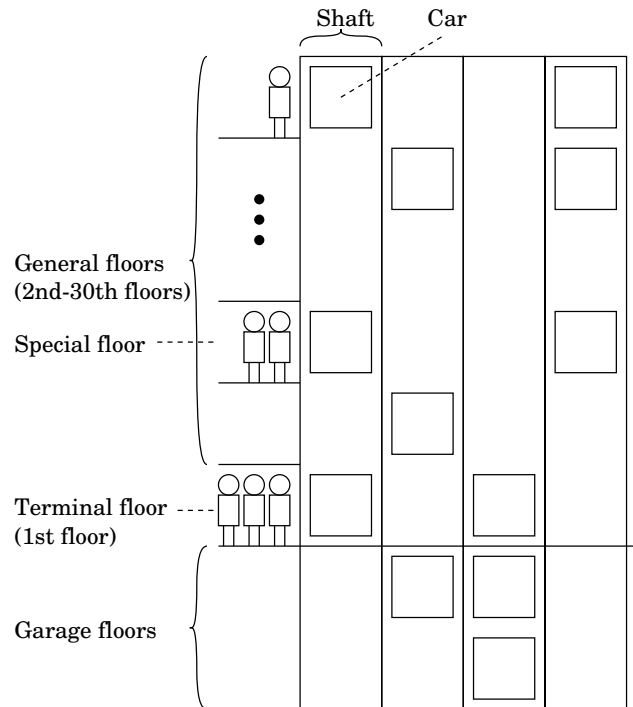 Shaft
Car
General floors
(2nd-30th floors)
Special floor
Terminal floor
(1st floor)
Garage floors